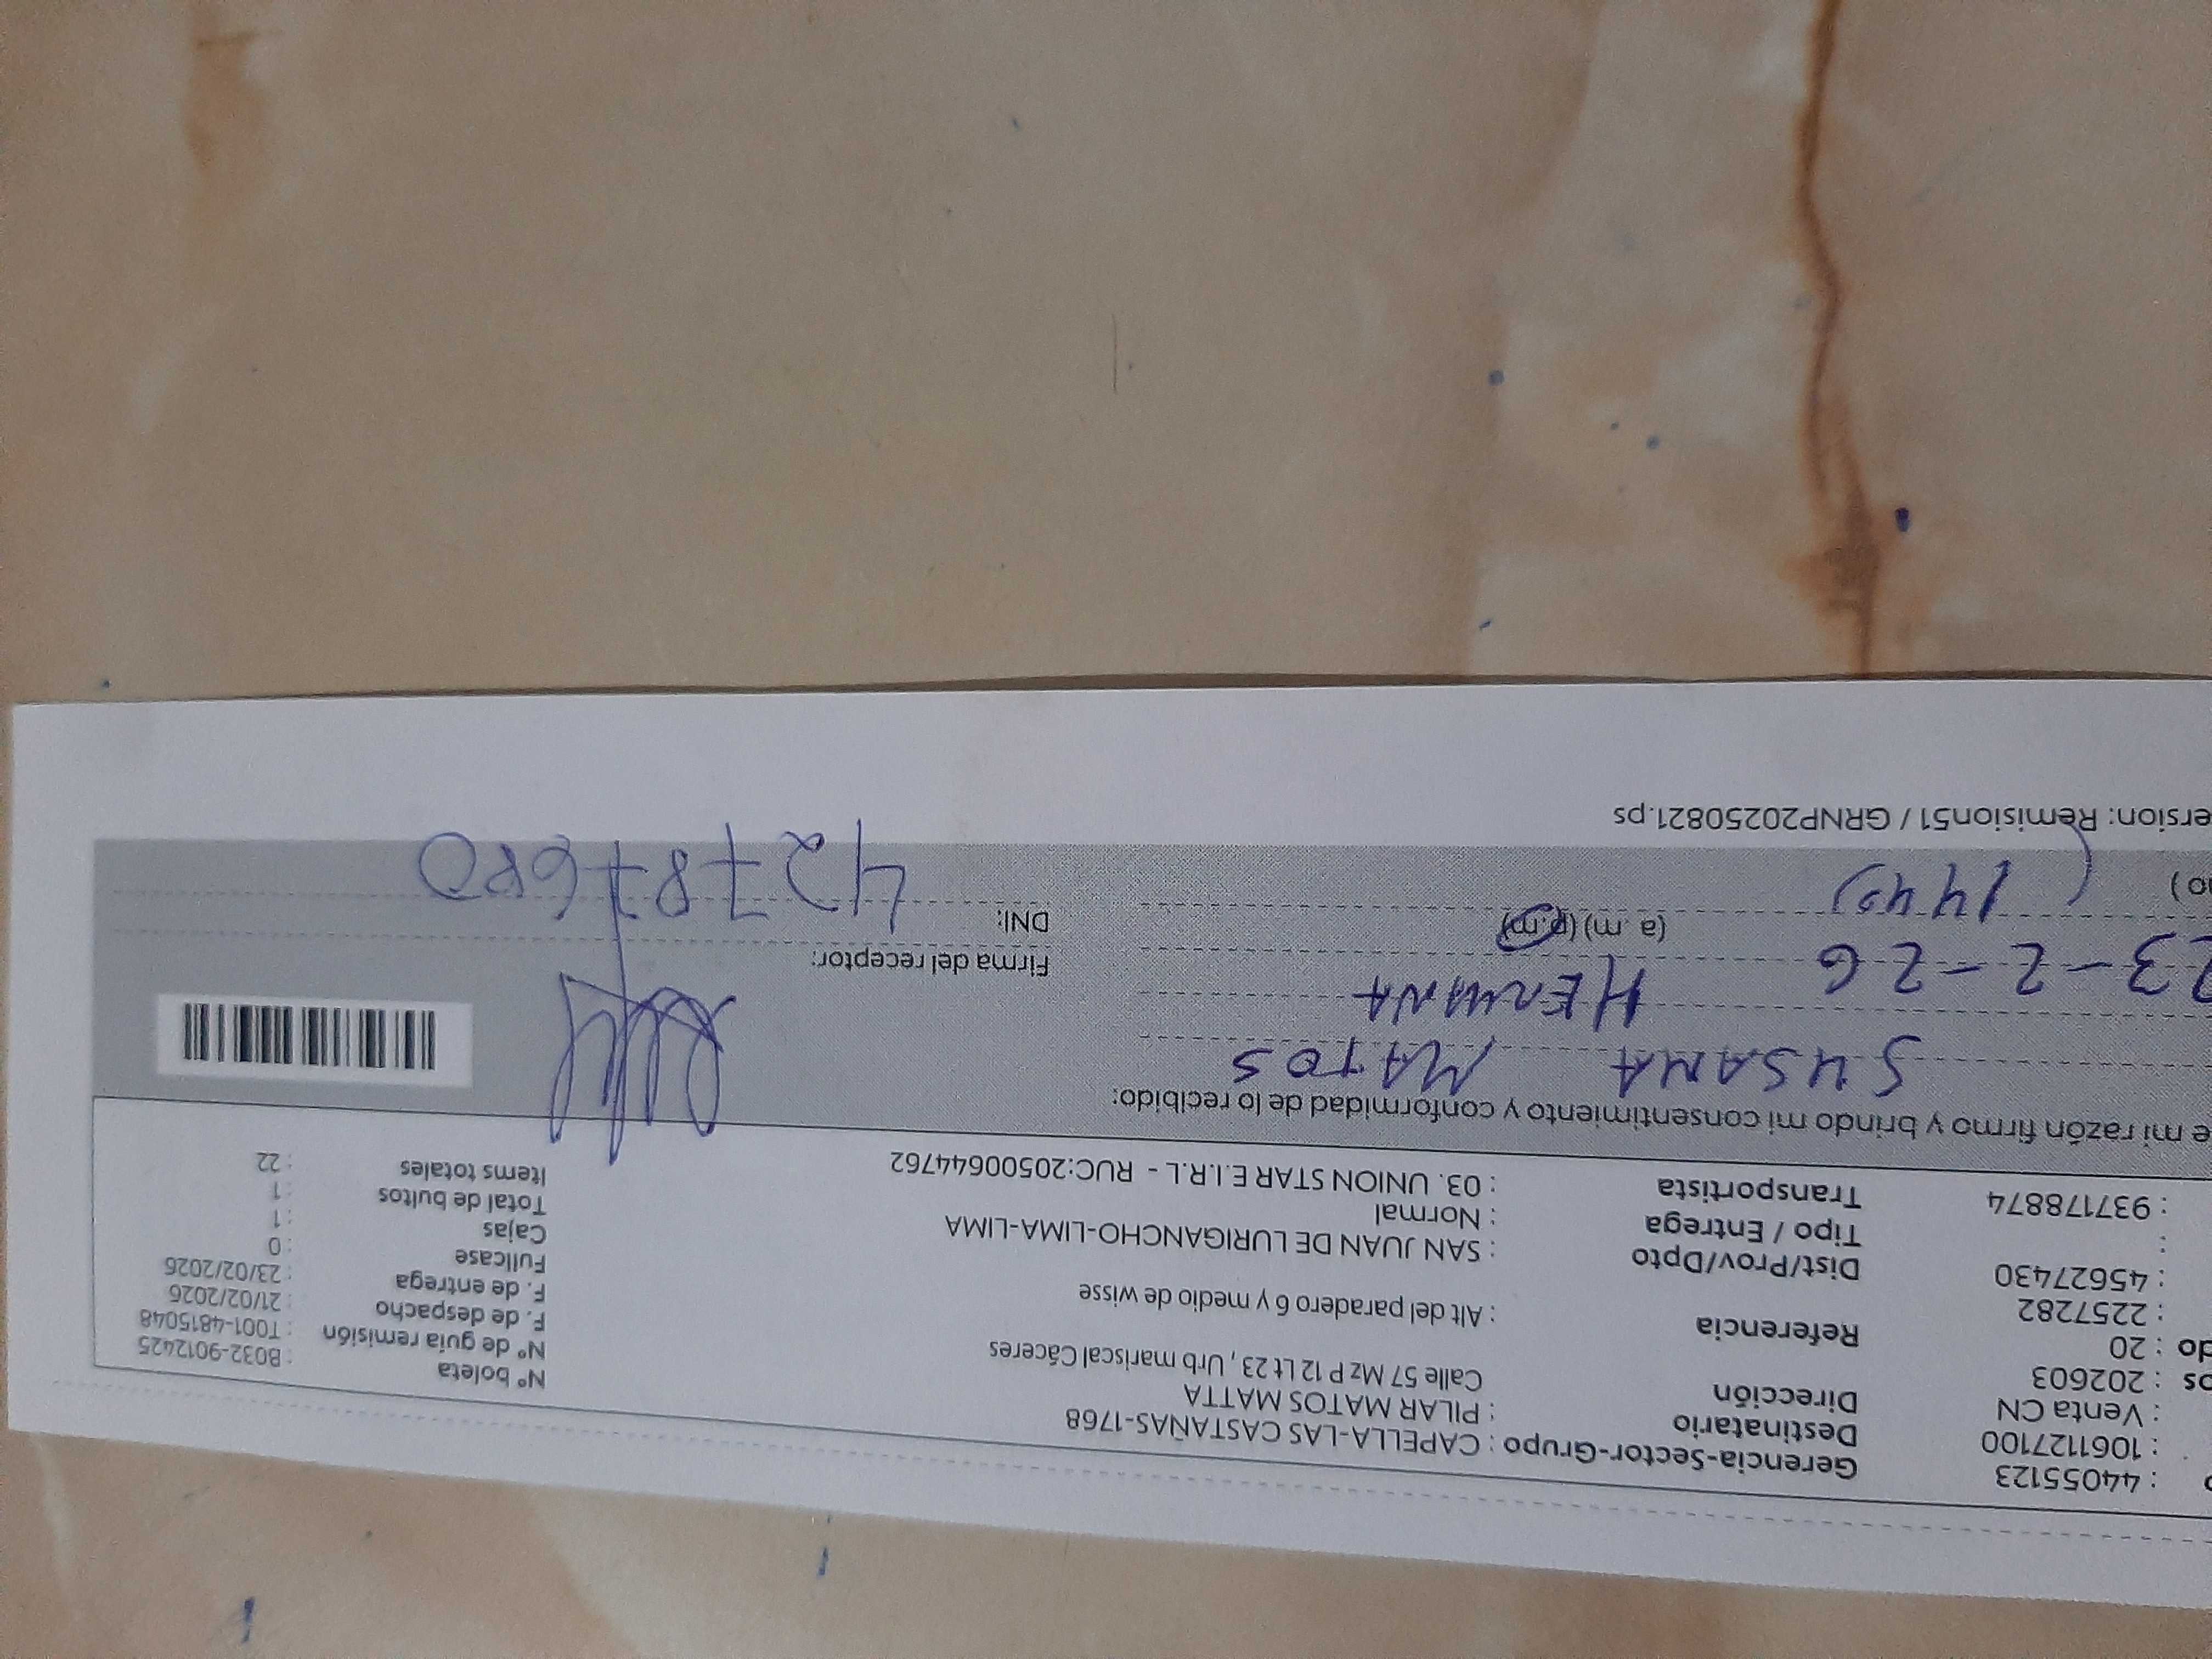 : 44055123 Gerencia-Sector-Grupo : CAPELLA-LAS CASTAÑAS-1768 Nº boleta : B032-9012425
: 1061127100 Destinatario : PILAR MATOS MATTA Nº de guía remisión : T001-4815048
: Venta CN Dirección Calle 57 Mz P 12 Lt 23 , Urb mariscal Cáceres F. de despacho : 21/02/2026
: 202603 F. de entrega : 23/02/2026
do : 20 Referencia : Alt del paradero 6 y medio de wisse Fullcase : 0
: 2257282 Cajas : 1
: 45627430 Dist/Prov/Dpto : SAN JUAN DE LURIGANCHO-LIMA-LIMA Total de bultos : 1
: Tipo / Entrega : Normal Items totales : 22
: 937178874 Transportista : 03. UNION STAR E.I.R.L - RUC:20500644762
e mi razón firmo y brindo mi consentimiento y conformidad de lo recibido:
SUSANA MATOS
HERMANA Firma del receptor:
23-2-26 (a. m) (p.m)
DNI: 42787680
ersion: Remision51 / GRNP20250821.ps